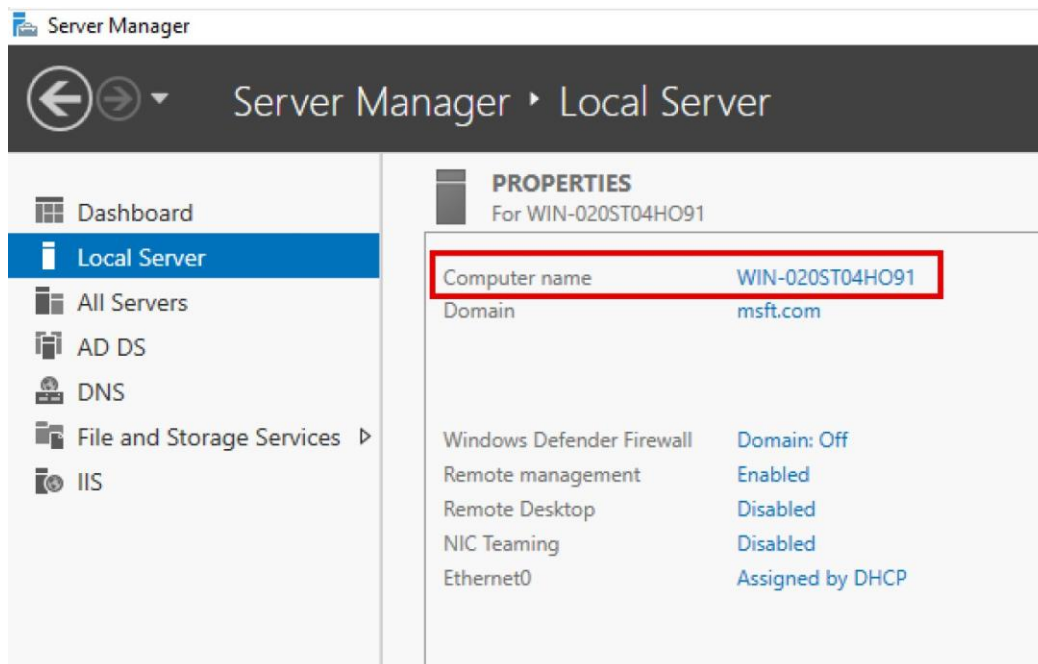 Server Manager
Server Manager ‣ Local Server
Dashboard
Local Server
All Servers
AD DS
DNS
File and Storage Services
IIS
PROPERTIES
For WIN-020ST04HO91
Computer name WIN-020ST04HO91
Domain msft.com
Windows Defender Firewall Domain: Off
Remote management Enabled
Remote Desktop Disabled
NIC Teaming Disabled
Ethernet0 Assigned by DHCP